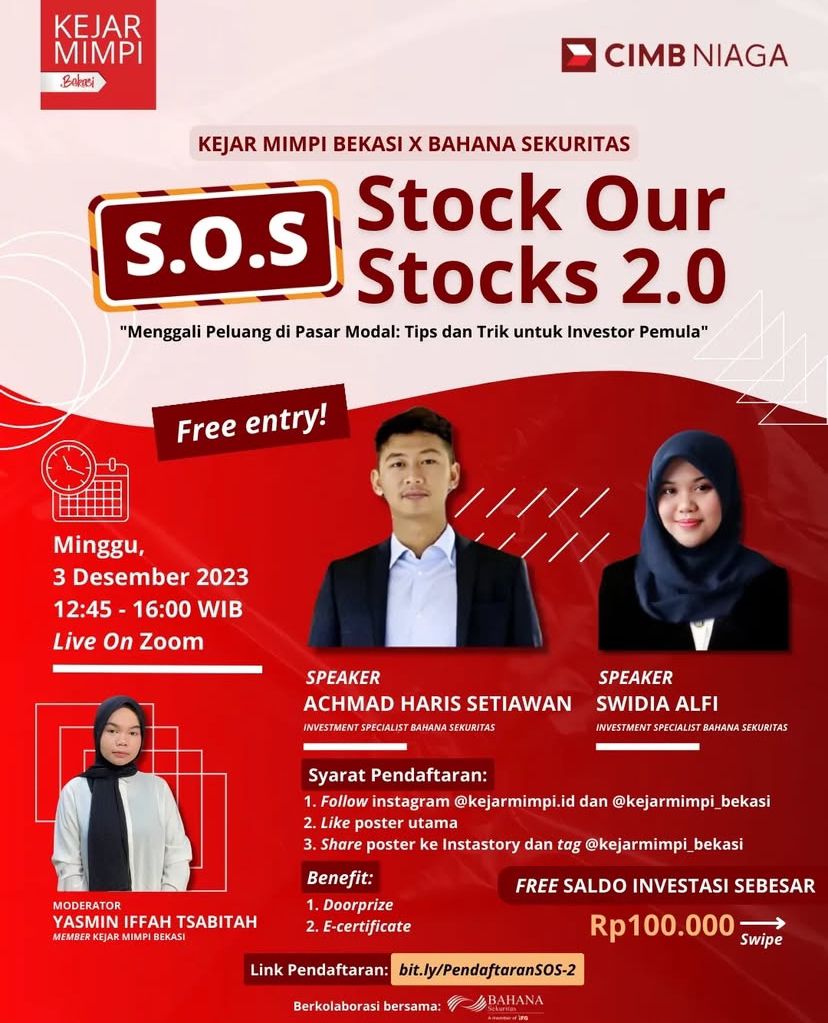 KEJAR
MIMPI
.Bekasi
CIMB NIAGA
KEJAR MIMPI BEKASI X BAHANA SEKURITAS
S.O.S
Stock Our
Stocks 2.0
"Menggali Peluang di Pasar Modal: Tips dan Trik untuk Investor Pemula"
Free entry!
Minggu,
3 Desember 2023
12:45 - 16:00 WIB
Live On Zoom
SPEAKER
ACHMAD HARIS SETIAWAN
INVESTMENT SPECIALIST BAHANA SEKURITAS
SPEAKER
SWIDIA ALFI
INVESTMENT SPECIALIST BAHANA SEKURITAS
MODERATOR
YASMIN IFFAH TSABITAH
MEMBER KEJAR MIMPI BEKASI
Syarat Pendaftaran:
1. Follow instagram @kejarmimpi.id dan @kejarmimpi_bekasi
2. Like poster utama
3. Share poster ke Instastory dan tag @kejarmimpi_bekasi
Benefit:
1. Doorprize
2. E-certificate
FREE SALDO INVESTASI SEBESAR
Rp100.000
Swipe
Link Pendaftaran: bit.ly/PendaftaranSOS-2
Berkolaborasi bersama:
BAHANA
Sekuritas
A member of IFG